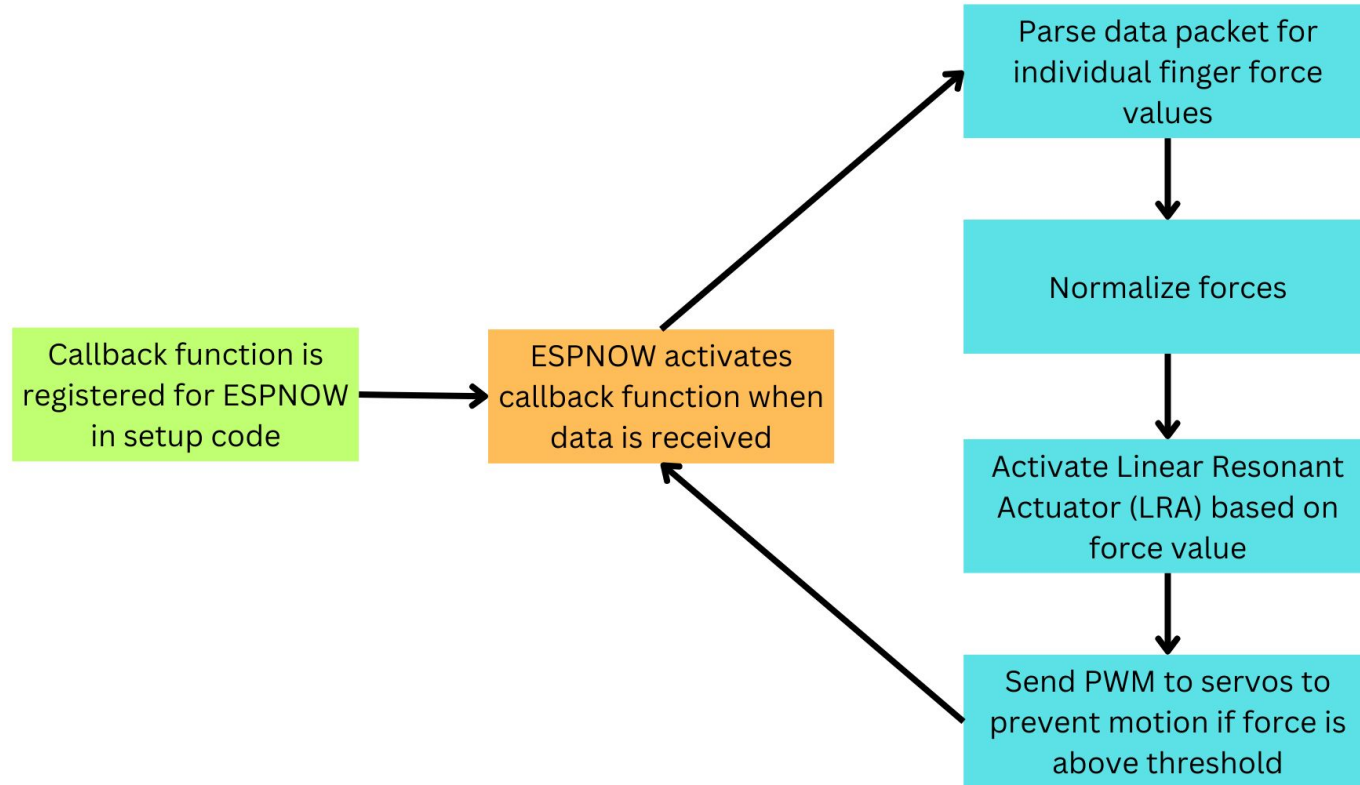 Callback function is
registered for ESPNOW
in setup code
ESPNOW activates
callback function when
data is received
Parse data packet for
individual finger force
values
Normalize forces
Activate Linear Resonant
Actuator (LRA) based on
force value
Send PWM to servos to
prevent motion if force is
above threshold